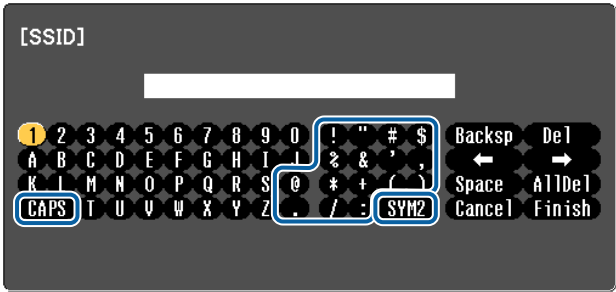 [SSID]
1 2 3 4 5 6 7 8 9 0 ! " # $ Backsp Del
A B C D E F G H I J % & ' , ← →
K L M N O P Q R S @ * + ( ) Space AllDel
CAPS T U V W X Y Z . / : SYM2 Cancel Finish